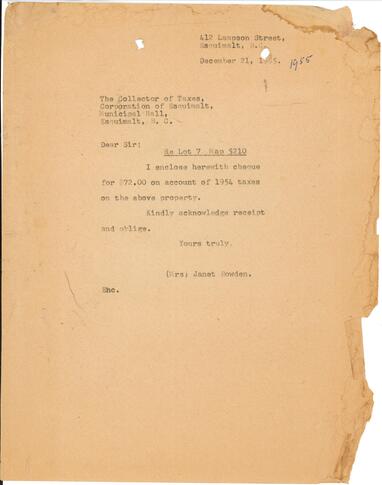 412 Lampson Street,
Esquimalt, B.C.
December 21, 1955. 1955
The Collector of Taxes,
Corporation of Esquimalt,
Municipal Hall,
Esquimalt, B. C.
Dear Sir:
Re Lot 7 Map 5210
I enclose herewith cheque
for $72.00 on account of 1954 taxes
on the above property.
Kindly acknowledge receipt
and oblige.
Yours truly,
(Mrs) Janet Bowden.
Enc.